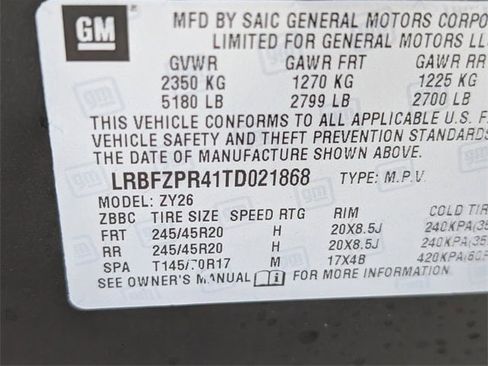 GM
MFD BY SAIC GENERAL MOTORS
LIMITED FOR GENERAL MOTORS
GVWR GAWR FRT GAWR RR
2350 KG 1270 KG 1225 KG
5180 LB 2799 LB 2700 LB
THIS VEHICLE CONFORMS TO ALL APPLICABLE U.S.
VEHICLE SAFETY AND THEFT PREVENTION STANDARDS
THE DATE OF MANUFACTURE SHOWN ABOVE.
LRBFZPR41TD021868 TYPE: M.P.V.
MODEL: ZY26
ZBBC TIRE SIZE SPEED RTG RIM COLD
FRT 245/45R20 H 20X8.5J 240KPA
RR 245/45R20 H 20X8.5J 240KPA
SPA T145/70R17 M 17X4B 420KPA
SEE OWNER'S MANUAL FOR MORE INFORMATION